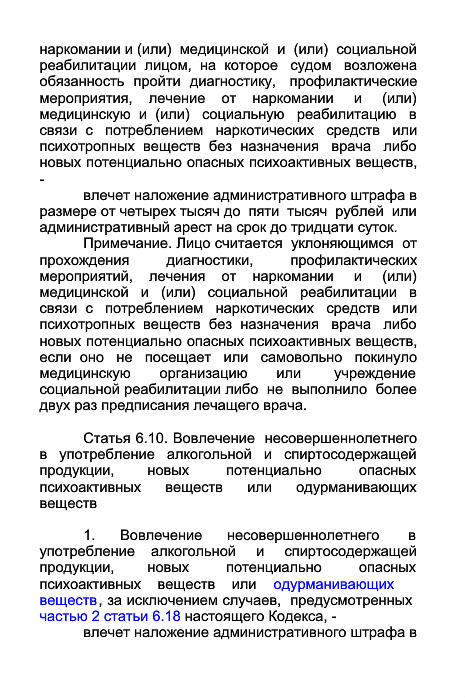 наркомании и (или) медицинской и (или) социальной
реабилитации лицом, на которое судом возложена
обязанность пройти диагностику, профилактические
мероприятия, лечение от наркомании и (или)
медицинскую и (или) социальную реабилитацию в
связи с потреблением наркотических средств или
психотропных веществ без назначения врача либо
новых потенциально опасных психоактивных веществ,
-
влечет наложение административного штрафа в
размере от четырех тысяч до пяти тысяч рублей или
административный арест на срок до тридцати суток.
Примечание. Лицо считается уклоняющимся от
прохождения диагностики, профилактических
мероприятий, лечения от наркомании и (или)
медицинской и (или) социальной реабилитации в
связи с потреблением наркотических средств или
психотропных веществ без назначения врача либо
новых потенциально опасных психоактивных веществ,
если оно не посещает или самовольно покинуло
медицинскую организацию или учреждение
социальной реабилитации либо не выполнило более
двух раз предписания лечащего врача.
Статья 6.10. Вовлечение несовершеннолетнего
в употребление алкогольной и спиртосодержащей
продукции, новых потенциально опасных
психоактивных веществ или одурманивающих
веществ
1. Вовлечение несовершеннолетнего в
употребление алкогольной и спиртосодержащей
продукции, новых потенциально опасных
психоактивных веществ или одурманивающих
веществ, за исключением случаев, предусмотренных
частью 2 статьи 6.18 настоящего Кодекса, -
влечет наложение административного штрафа в